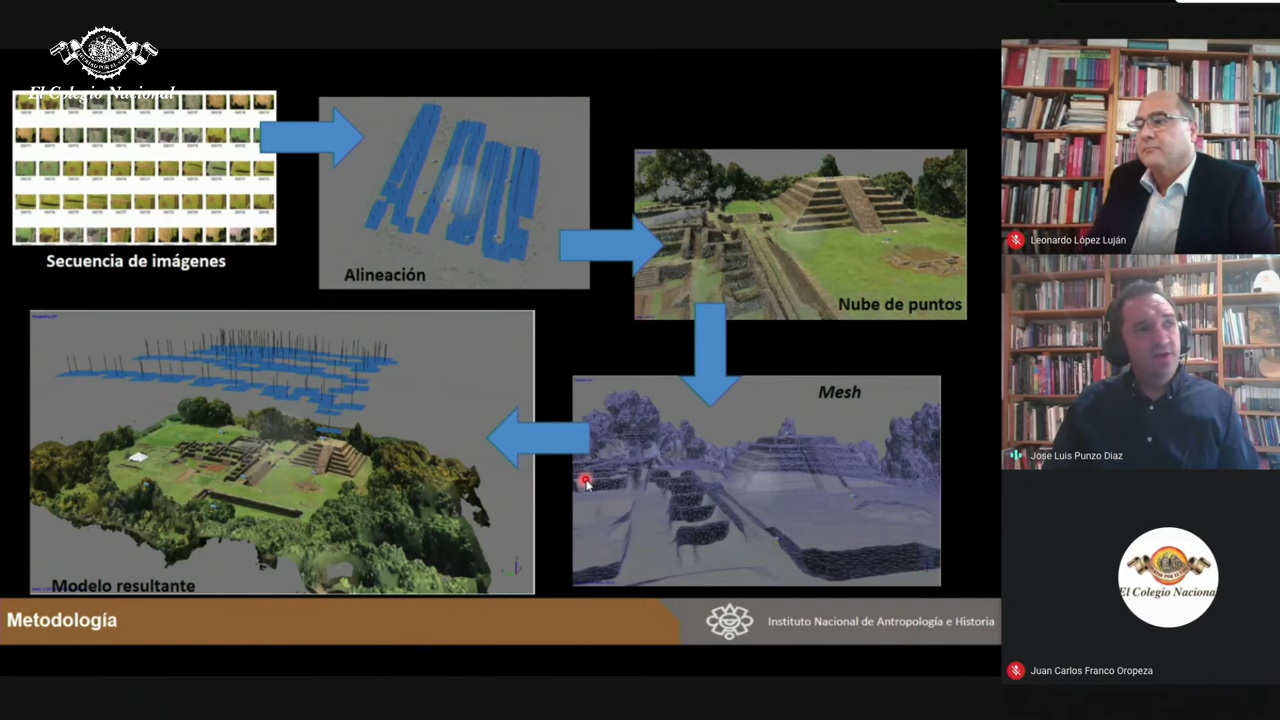 El Colegio Nacional
Secuencia de imágenes
Alineación
Nube de puntos
Mesh
Modelo resultante
Metodología
Instituto Nacional de Antropología e Historia
Leonardo López Luján
Jose Luis Punzo Diaz
El Colegio Naciona
Juan Carlos Franco Oropeza